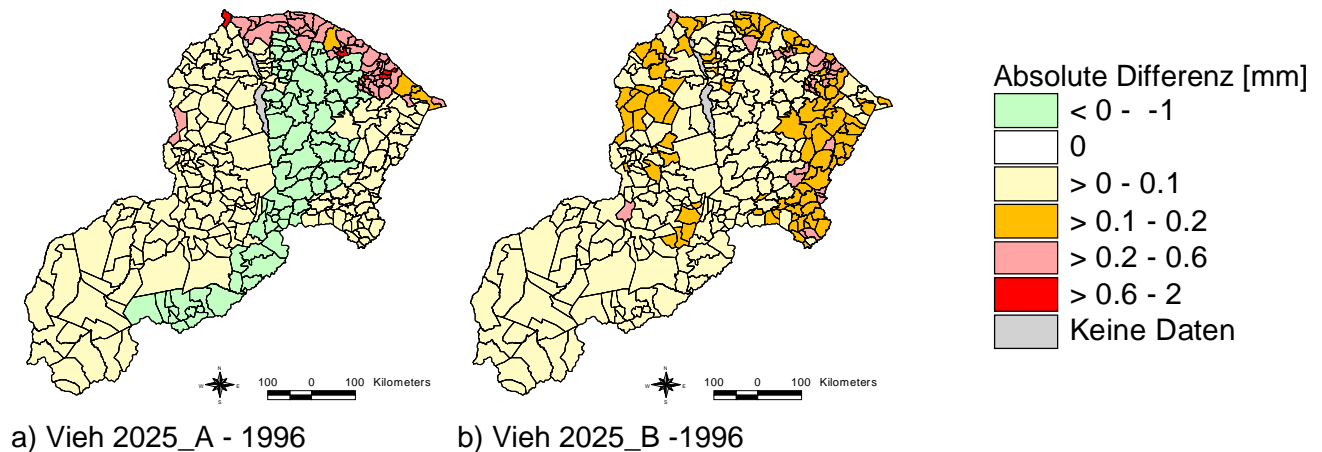 Absolute Differenz [mm]
< 0 - -1
0
> 0 - 0.1
> 0.1 - 0.2
> 0.2 - 0.6
> 0.6 - 2
Keine Daten
N
W E
S
100 0 100 Kilometers
N
W E
S
100 0 100 Kilometers
a) Vieh 2025_A - 1996
b) Vieh 2025_B -1996